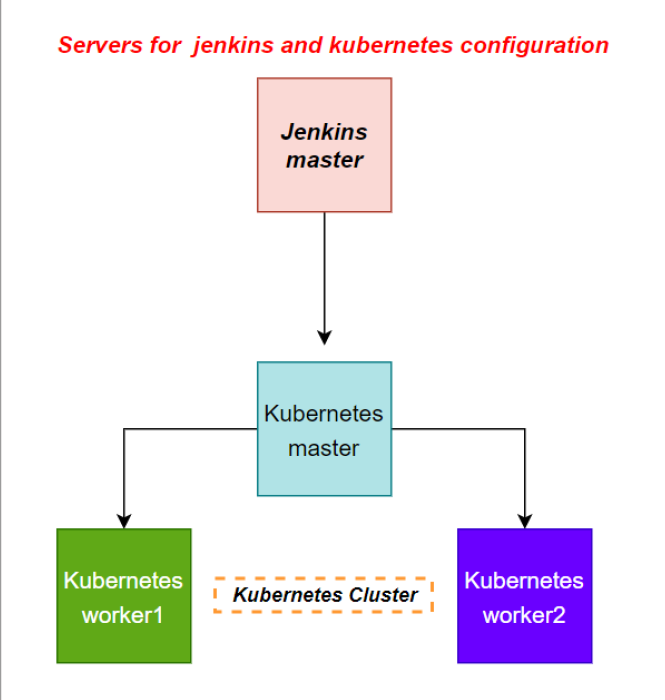 Servers for jenkins and kubernetes configuration
Jenkins
master
Kubernetes
master
Kubernetes
worker1
Kubernetes Cluster
Kubernetes
worker2